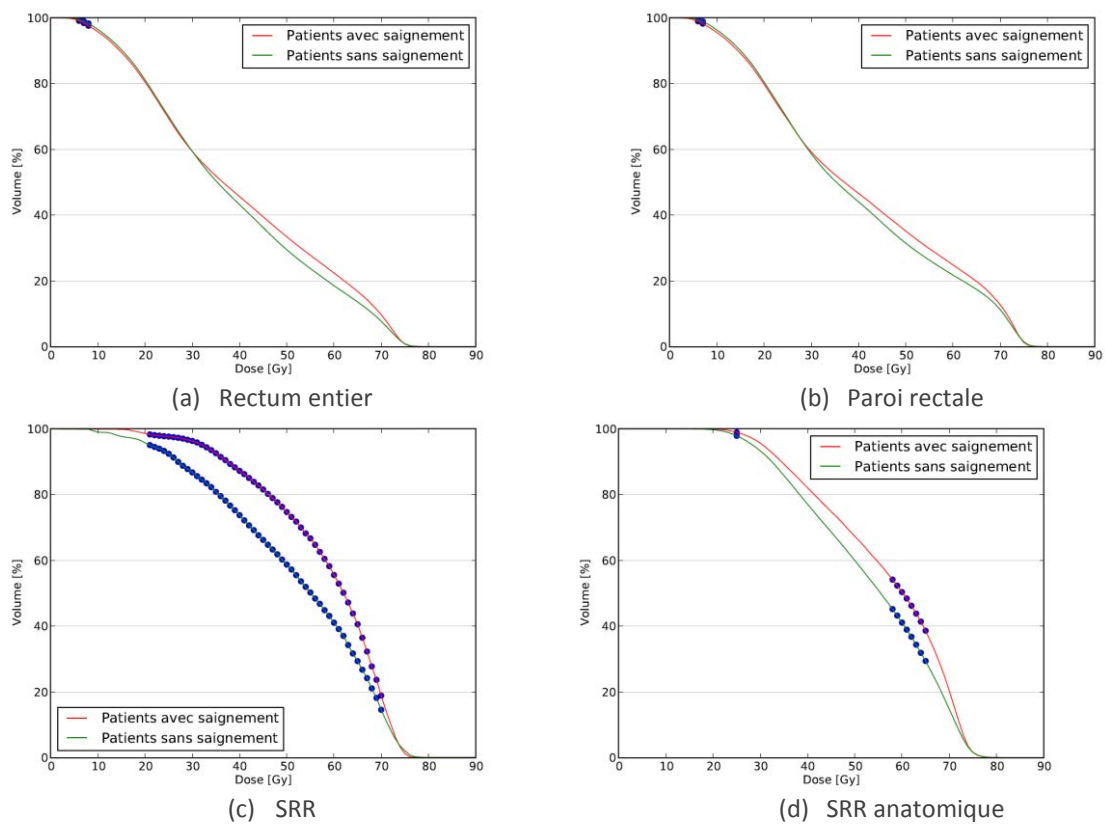 Volume [%]
100
80
60
40
20
0
Patients avec saignement
Patients sans saignement
0 10 20 30 40 50 60 70 80 90
Dose [Gy]
(a) Rectum entier
Volume [%]
100
80
60
40
20
0
Patients avec saignement
Patients sans saignement
0 10 20 30 40 50 60 70 80 90
Dose [Gy]
(b) Paroi rectale
Volume [%]
100
80
60
40
20
0
Patients avec saignement
Patients sans saignement
0 10 20 30 40 50 60 70 80 90
Dose [Gy]
(c) SRR
Volume [%]
100
80
60
40
20
0
Patients avec saignement
Patients sans saignement
0 10 20 30 40 50 60 70 80 90
Dose [Gy]
(d) SRR anatomique